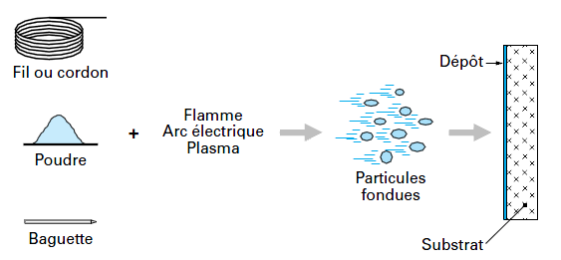 Fil ou cordon
Poudre
Baguette
+
Flamme
Arc électrique
Plasma
Particules
fondues
Dépôt
Substrat